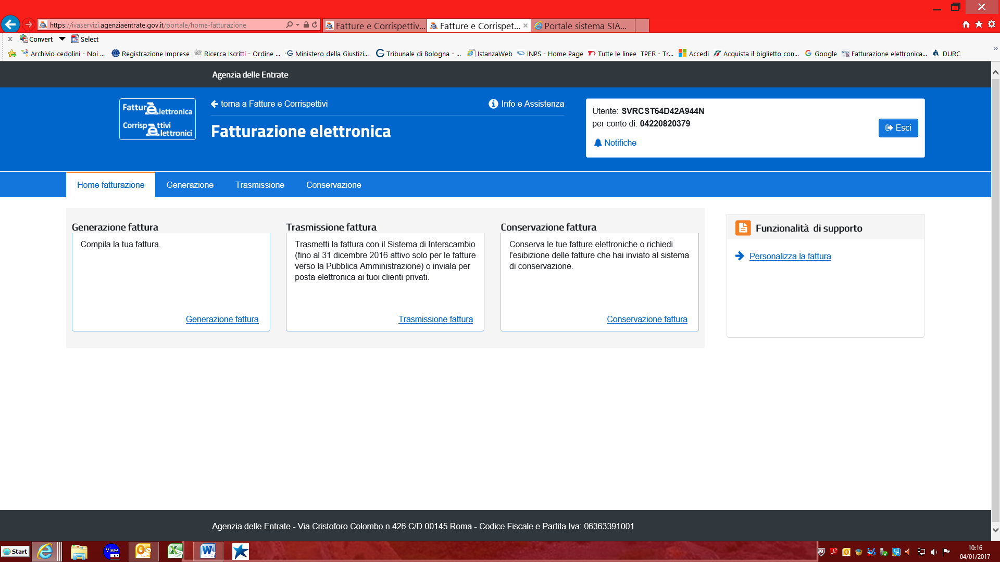 https://ivaservizi.agenziaentrate.gov.it/portale/home-fatturazione
Fatture e Corrispettiv...
Fatture e Corrispet...
Portale sistema SIA...
Convert
Select
Archivio cedolini - Noi ...
Registrazione Imprese
Ricerca Iscritti - Ordine ...
Ministero della Giustizi...
Tribunale di Bologna - ...
IstanzaWeb
INPS - Home Page
Tutte le linee TPER - Tr...
Accedi
Acquista il biglietto con...
Google
Fatturazione elettronica...
DURC
Agenzia delle Entrate
Fattura elettronica
Corrispettivi elettronici
torna a Fatture e Corrispettivi
Info e Assistenza
Fatturazione elettronica
Utente: SVRCST64D42A944N
per conto di: 04220820379
Notifiche
Esci
Home fatturazione
Generazione
Trasmissione
Conservazione
Generazione fattura
Compila la tua fattura.
Generazione fattura
Trasmissione fattura
Trasmetti la fattura con il Sistema di Interscambio
(fino al 31 dicembre 2016 attivo solo per le fatture
verso la Pubblica Amministrazione) o inviala per
posta elettronica ai tuoi clienti privati.
Trasmissione fattura
Conservazione fattura
Conserva le tue fatture elettroniche o richiedi
l'esibizione delle fatture che hai inviato al sistema
di conservazione.
Conservazione fattura
Funzionalità di supporto
Personalizza la fattura
Agenzia delle Entrate - Via Cristoforo Colombo n.426 C/D 00145 Roma - Codice Fiscale e Partita Iva: 06363391001
Start
View
N1
10:16
04/01/2017